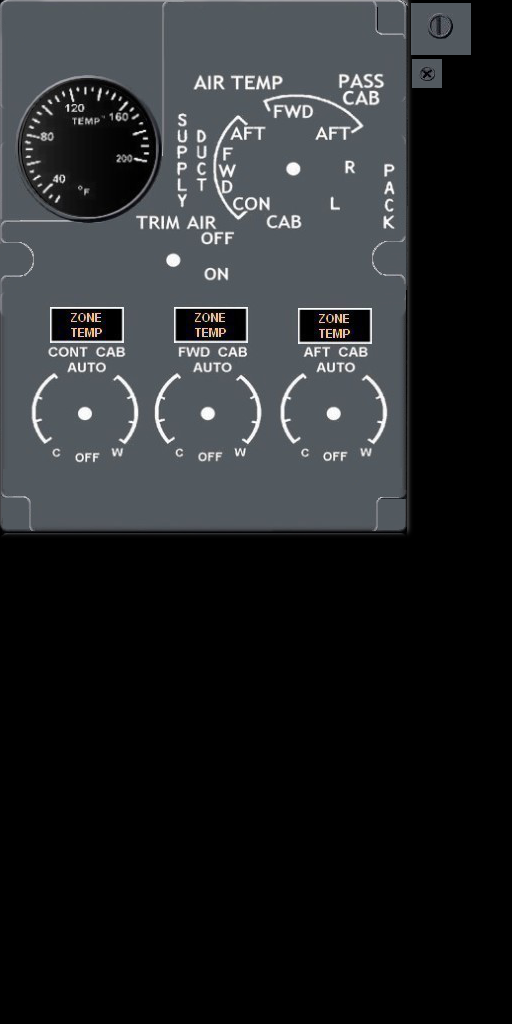 AIR TEMP
PASS
CAB
FWD
AFT
AFT
SUPPLY
DUCT
FWD
CON
CAB
R
L
PACK
120
160
TEMP
80
200
40
°F
TRIM AIR
OFF
ON
ZONE
TEMP
ZONE
TEMP
ZONE
TEMP
CONT CAB
FWD CAB
AFT CAB
AUTO
AUTO
AUTO
C OFF W
C OFF W
C OFF W